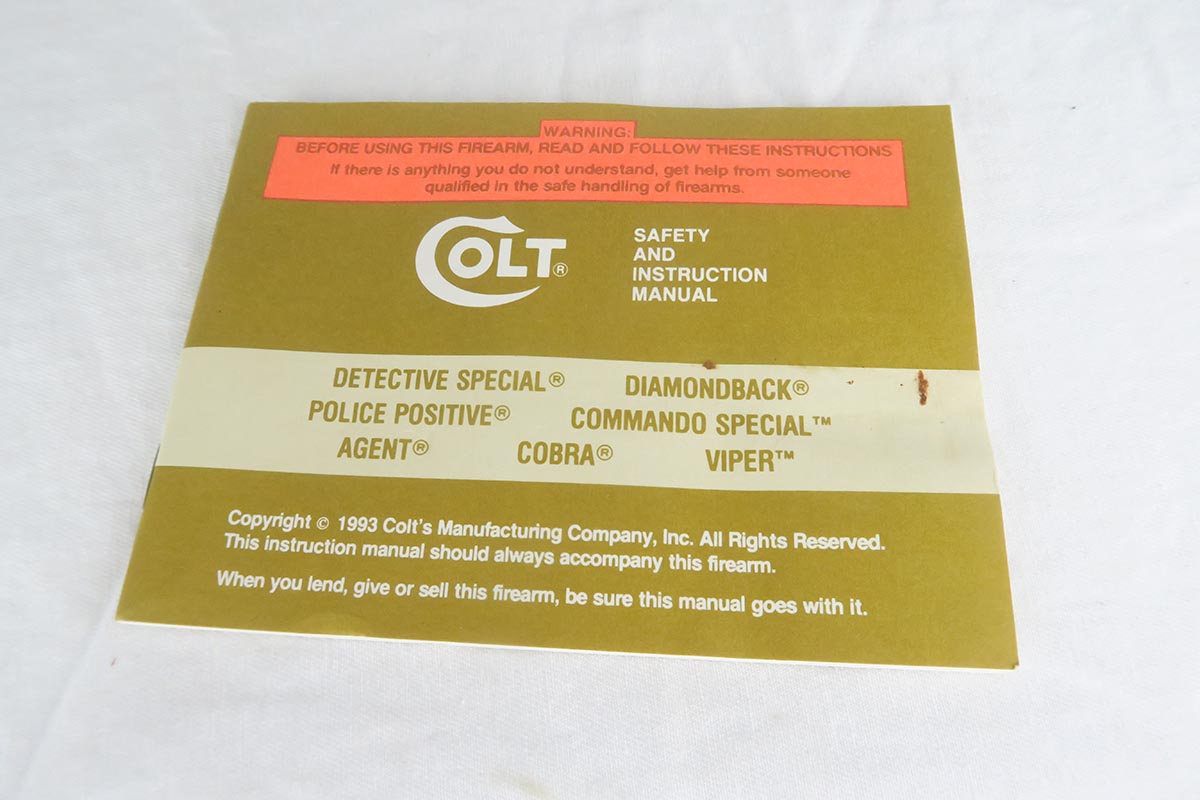 WARNING:
BEFORE USING THIS FIREARM, READ AND FOLLOW THESE INSTRUCTIONS
If there is anything you do not understand, get help from someone
qualified in the safe handling of firearms.
COLT®
SAFETY
AND
INSTRUCTION
MANUAL
DETECTIVE SPECIAL® DIAMONDBACK®
POLICE POSITIVE® COMMANDO SPECIAL™
AGENT® COBRA® VIPER™
Copyright © 1993 Colt's Manufacturing Company, Inc. All Rights Reserved.
This instruction manual should always accompany this firearm.
When you lend, give or sell this firearm, be sure this manual goes with it.